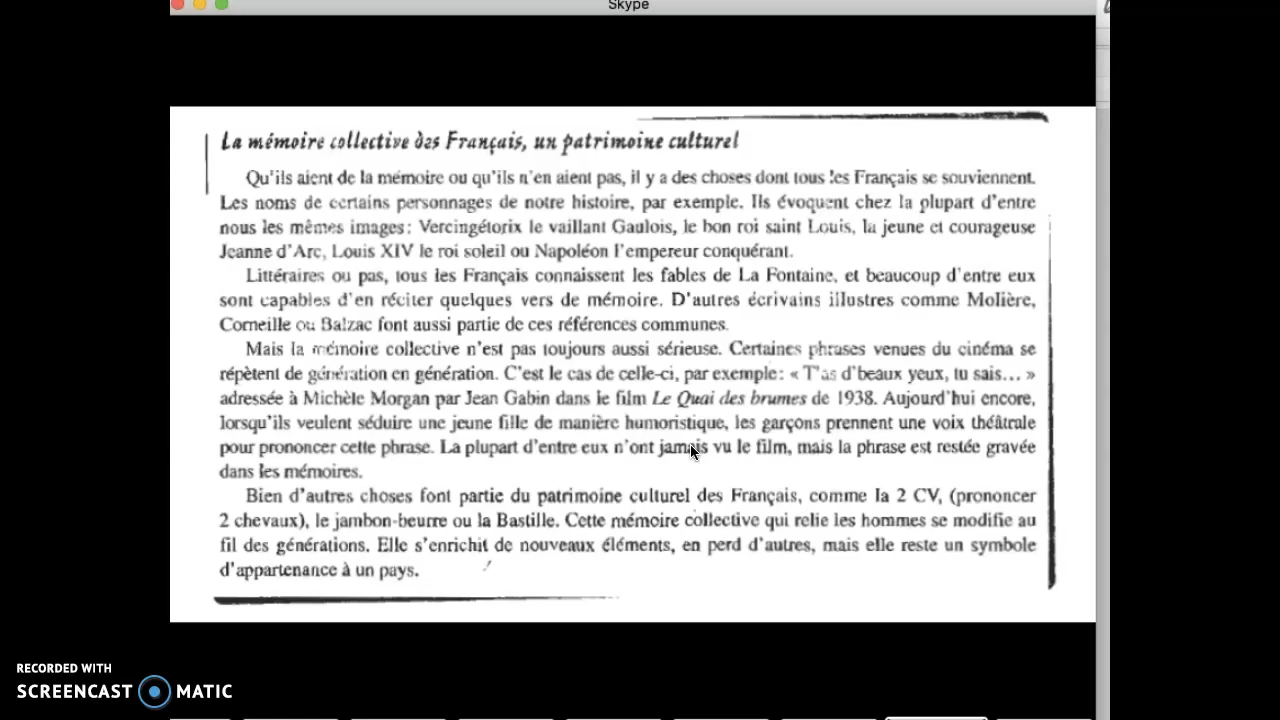 Skype
La mémoire collective des Français, un patrimoine culturel
Qu'ils aient de la mémoire ou qu'ils n'en aient pas, il y a des choses dont tous les Français se souviennent.
Les noms de certains personnages de notre histoire, par exemple. Ils évoquent chez la plupart d'entre
nous les mêmes images : Vercingétorix le vaillant Gaulois, le bon roi saint Louis, la jeune et courageuse
Jeanne d'Arc, Louis XIV le roi soleil ou Napoléon l'empereur conquérant.
Littéraires ou pas, tous les Français connaissent les fables de La Fontaine, et beaucoup d'entre eux
sont capables d'en réciter quelques vers de mémoire. D'autres écrivains illustres comme Molière,
Corneille ou Balzac font aussi partie de ces références communes.
Mais la mémoire collective n'est pas toujours aussi sérieuse. Certaines phrases venues du cinéma se
répètent de génération en génération. C'est le cas de celle-ci, par exemple : « T'as d'beaux yeux, tu sais... »
adressée à Michèle Morgan par Jean Gabin dans le film Le Quai des brumes de 1938. Aujourd'hui encore,
lorsqu'ils veulent séduire une jeune fille de manière humoristique, les garçons prennent une voix théâtrale
pour prononcer cette phrase. La plupart d'entre eux n'ont jamais vu le film, mais la phrase est restée gravée
dans les mémoires.
Bien d'autres choses font partie du patrimoine culturel des Français, comme la 2 CV, (prononcer
2 chevaux), le jambon-beurre ou la Bastille. Cette mémoire collective qui relie les hommes se modifie au
fil des générations. Elle s'enrichit de nouveaux éléments, en perd d'autres, mais elle reste un symbole
d'appartenance à un pays.
RECORDED WITH
SCREENCAST MATIC